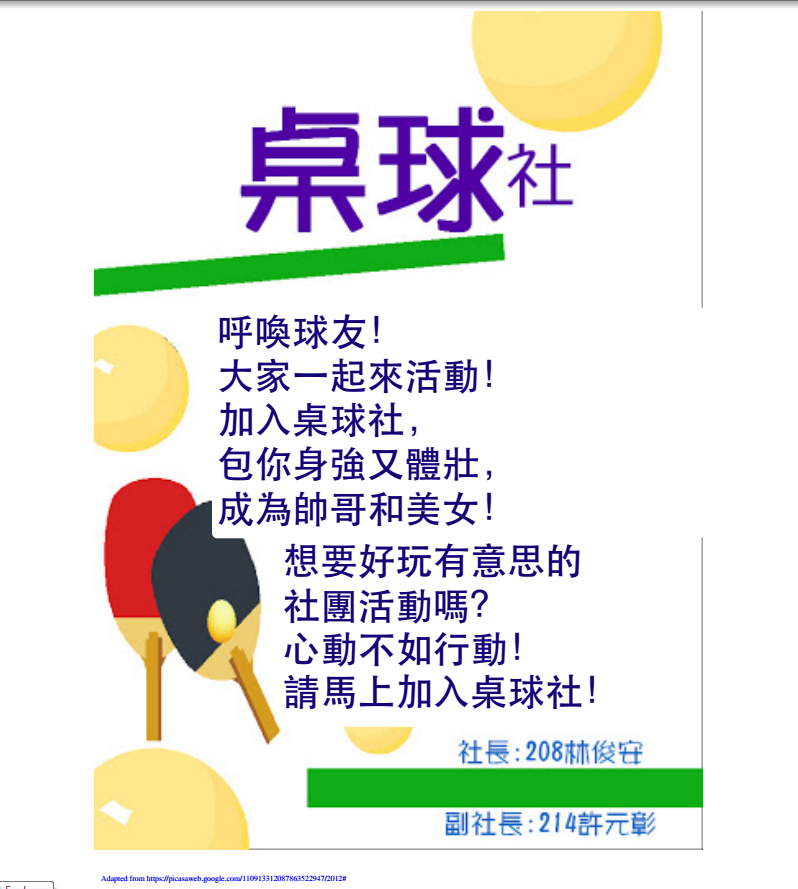 桌球社
呼喚球友!
大家一起來活動!
加入桌球社,
包你身強又體壯,
成為帥哥和美女!
想要好玩有意思的
社團活動嗎?
心動不如行動!
請馬上加入桌球社!
社長:208林俊安
副社長:214許元彰
Adapted from https://picasaweb.google.com/110913312087863522947/2012#